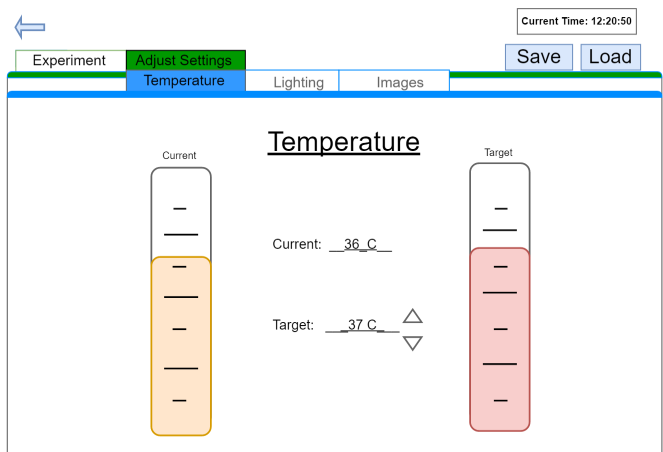 Current Time: 12:20:50
Save
Load
Experiment
Adjust Settings
Temperature
Lighting
Images
Temperature
Current
Target
Current: __36_C__
Target: __37 C__